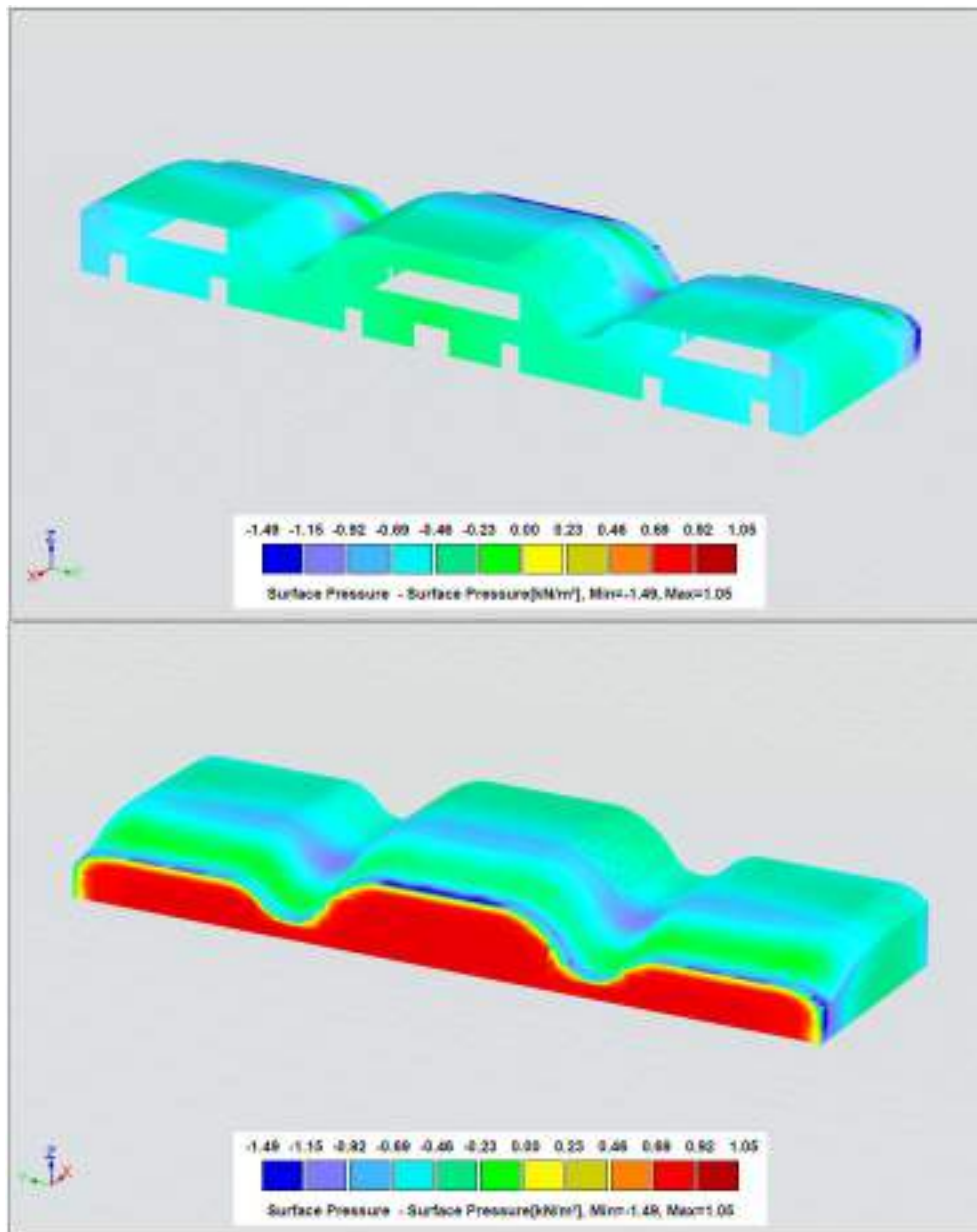 -1.49 -1.15 -0.92 -0.69 -0.46 -0.23 0.00 0.23 0.46 0.69 0.92 1.05
Surface Pressure - Surface Pressure[kN/m²], Min=-1.49, Max=1.05
-1.49 -1.15 -0.92 -0.69 -0.46 -0.23 0.00 0.23 0.46 0.69 0.92 1.05
Surface Pressure - Surface Pressure[kN/m²], Min=-1.49, Max=1.05